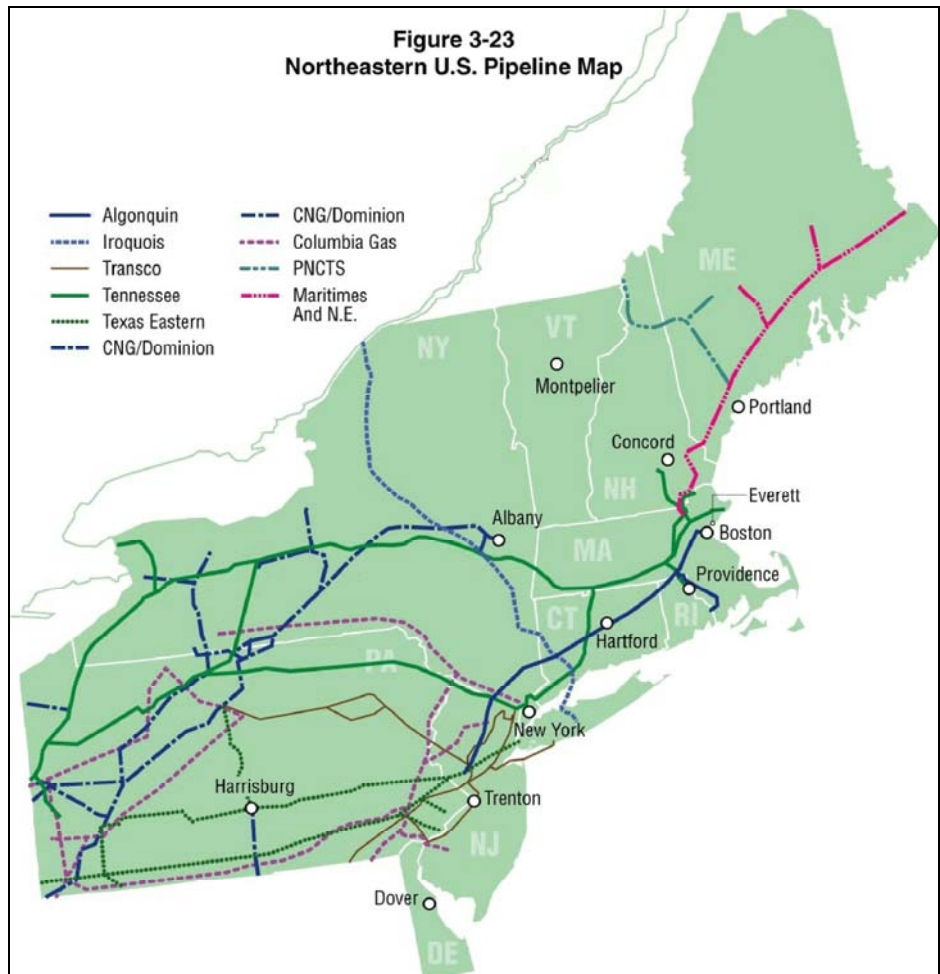 Figure 3-23
Northeastern U.S. Pipeline Map
Algonquin
Iroquois
Transco
Tennessee
Texas Eastern
CNG/Dominion
CNG/Dominion
Columbia Gas
PNCTS
Maritimes
And N.E.
ME
NY
VT
Montpelier
Portland
Concord
NH
Everett
Albany
Boston
MA
Providence
CT
RI
Hartford
PA
New York
Harrisburg
Trenton
NJ
Dover
DE